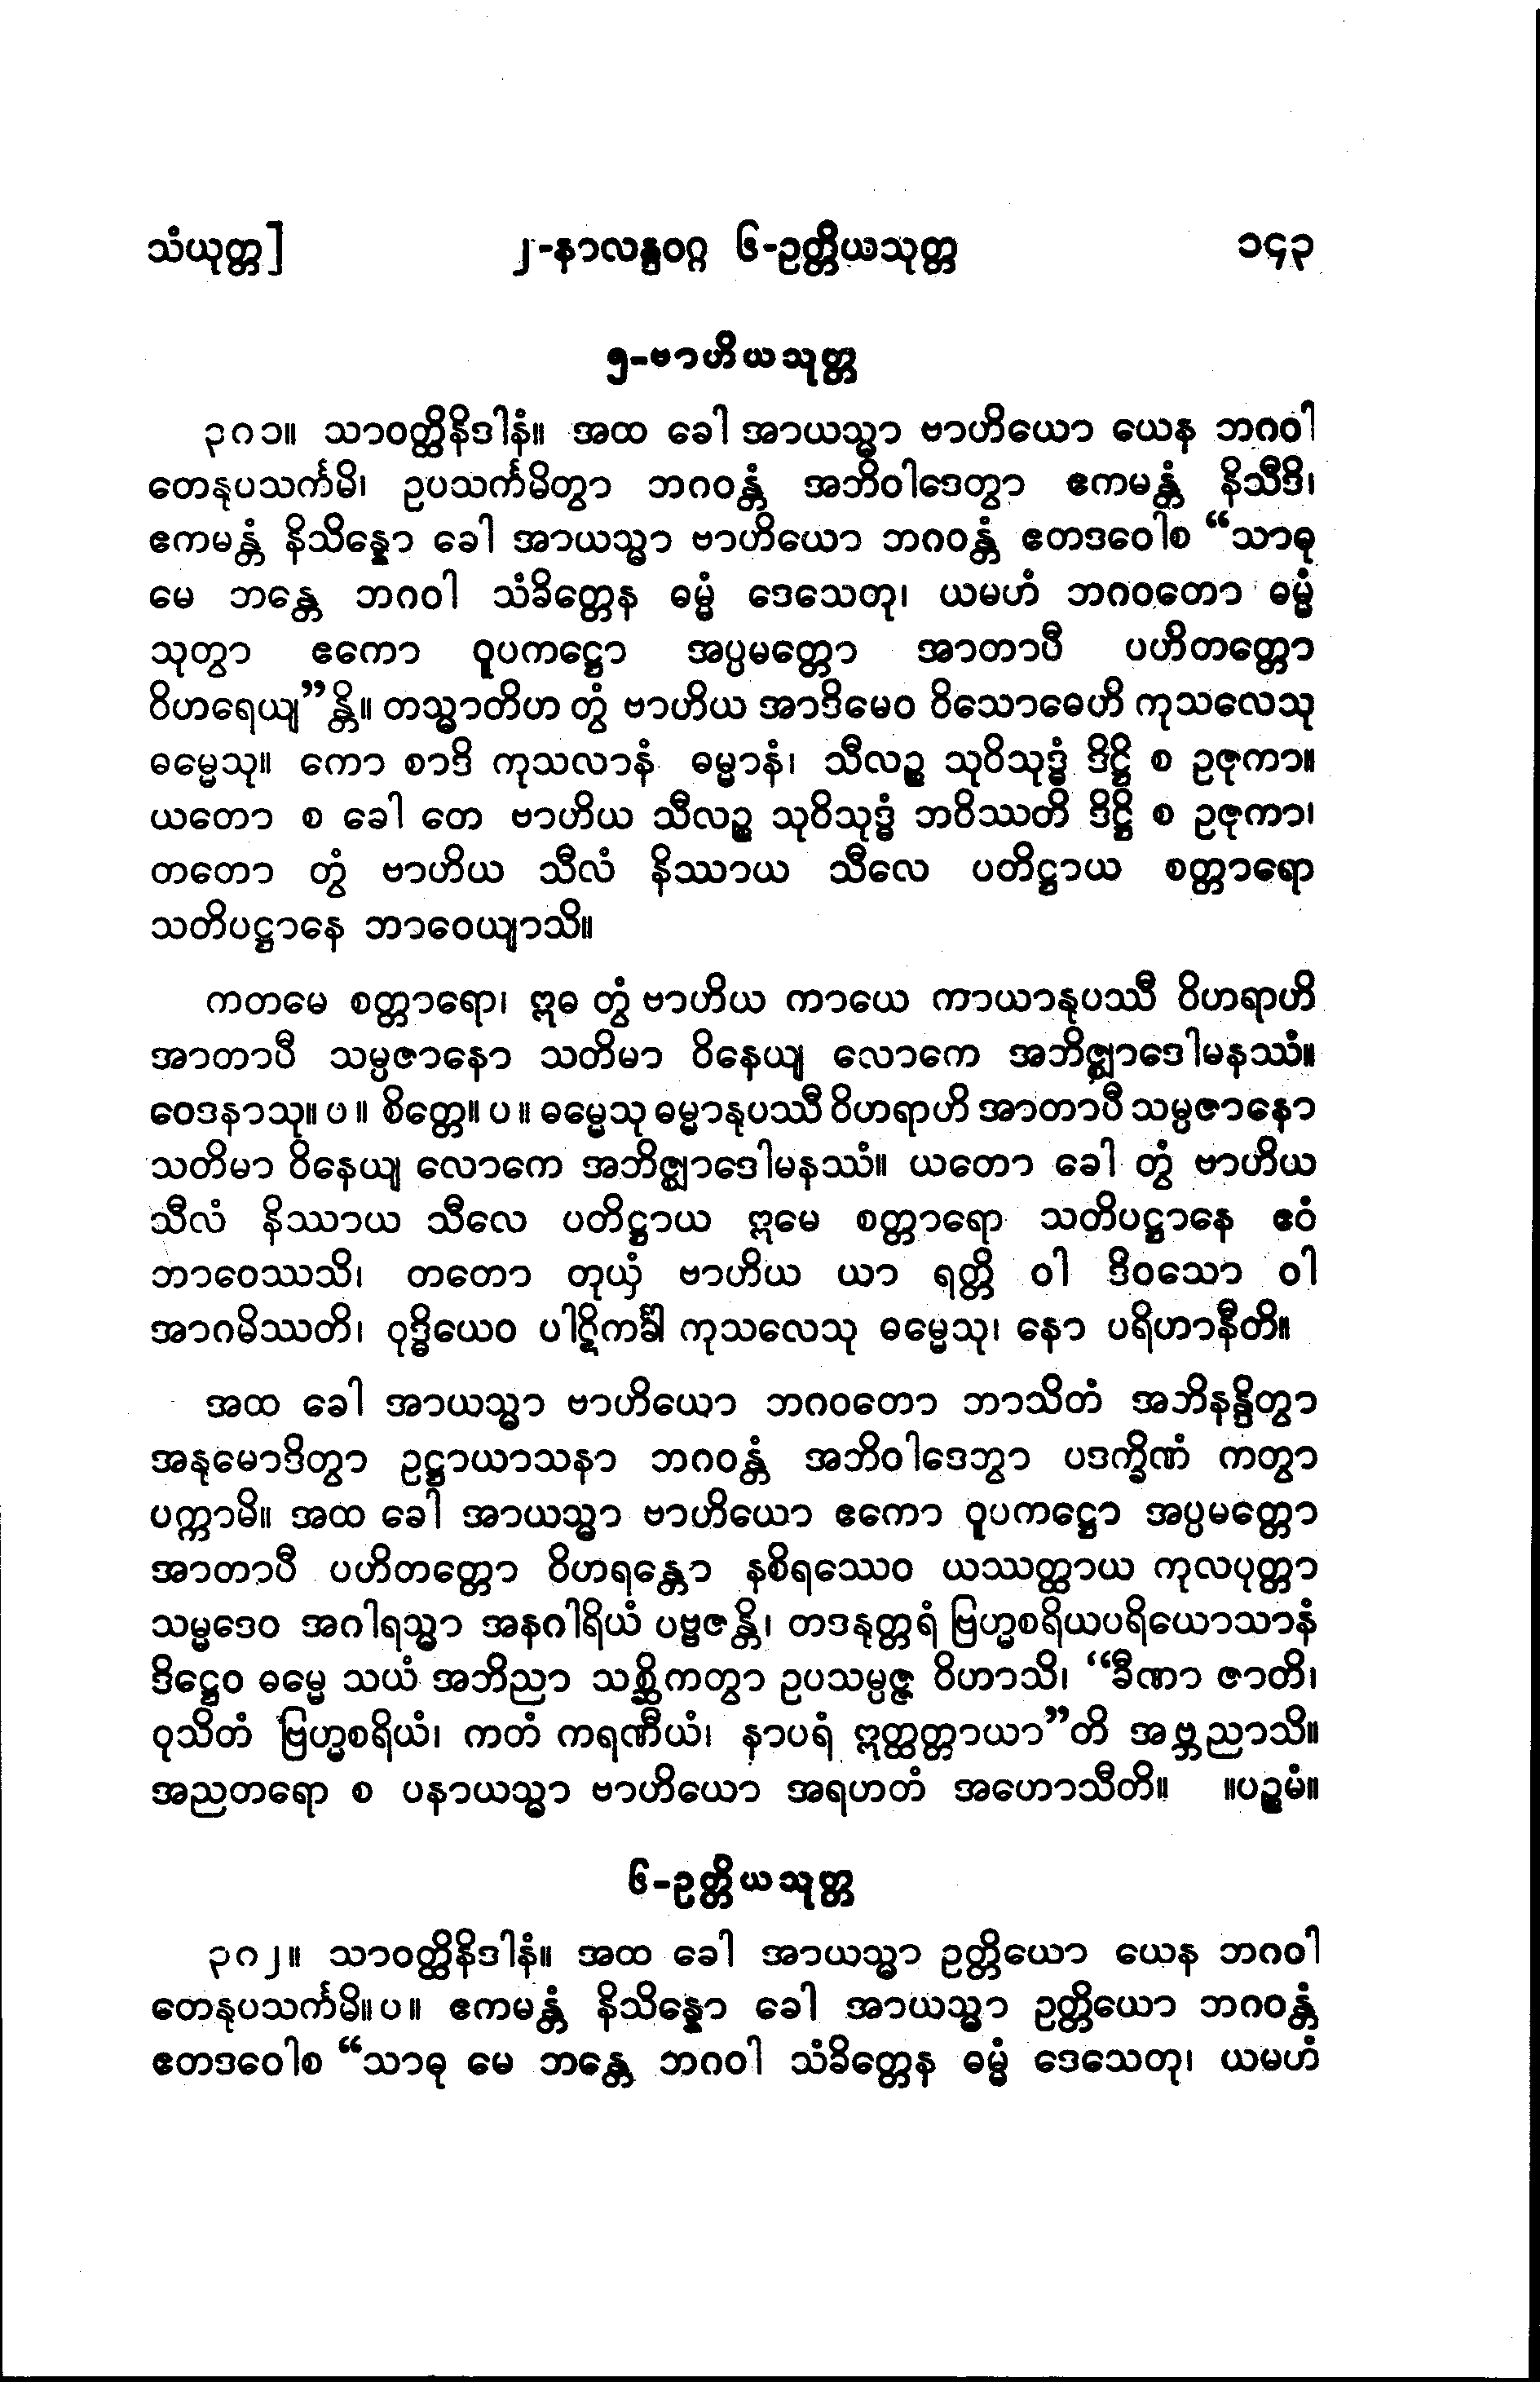 သံယုတ္တ] ၂-နာလန္ဒဝဂ္ဂ ၆-ဥတ္တိယသုတ္တ ၁၄၃
၅-ဗာဟိယသုတ္တ
၃၇၁။ သာဝတ္ထိနိဒါနံ။ အထ ခေါ အာယသ္မာ ဗာဟိယော ယေန ဘဂဝါ
တေနုပသင်္ကမိ၊ ဥပသင်္ကမိတွာ ဘဂဝန္တံ အဘိဝါဒေတွာ ဧကမန္တံ နိသီဒိ၊
ဧကမန္တံ နိသိန္နော ခေါ အာယသ္မာ ဗာဟိယော ဘဂဝန္တံ ဧတဒဝေါစ “သာဓု
မေ ဘန္တေ ဘဂဝါ သံခိတ္တေန ဓမ္မံ ဒေသေတု၊ ယမဟံ ဘဂဝတော ဓမ္မံ
သုတွာ ဧကော ဝူပကဋ္ဌော အပ္ပမတ္တော အာတာပီ ပဟိတတ္တော
ဝိဟရေယျ”န္တိ။ တသ္မာတိဟ တွံ ဗာဟိယ အာဒိမေဝ ဝိသောဓေဟိ ကုသလေသု
ဓမ္မေသု။ ကော စာဒိ ကုသလာနံ ဓမ္မာနံ၊ သီလဉ္စ သုဝိသုဒ္ဓံ ဒိဋ္ဌိ စ ဥဇုကာ။
ယတော စ ခေါ တေ ဗာဟိယ သီလဉ္စ သုဝိသုဒ္ဓံ ဘဝိဿတိ ဒိဋ္ဌိ စ ဥဇုကာ၊
တတော တွံ ဗာဟိယ သီလံ နိဿာယ သီလေ ပတိဋ္ဌာယ စတ္တာရော
သတိပဋ္ဌာနေ ဘာဝေယျာသိ။
ကတမေ စတ္တာရော၊ ဣဓ တွံ ဗာဟိယ ကာယေ ကာယာနုပဿီ ဝိဟရာဟိ
အာတာပီ သမ္ပဇာနော သတိမာ ဝိနေယျ လောကေ အဘိဇ္ဈာဒေါမနဿံ။
ဝေဒနာသု။ ပ ။ စိတ္တေ။ ပ ။ ဓမ္မေသု ဓမ္မာနုပဿီ ဝိဟရာဟိ အာတာပီ သမ္ပဇာနော
သတိမာ ဝိနေယျ လောကေ အဘိဇ္ဈာဒေါမနဿံ။ ယတော ခေါ တွံ ဗာဟိယ
သီလံ နိဿာယ သီလေ ပတိဋ္ဌာယ ဣမေ စတ္တာရော သတိပဋ္ဌာနေ ဧဝံ
ဘာဝေဿသိ၊ တတော တုယှံ ဗာဟိယ ယာ ရတ္တိ ဝါ ဒိဝသော ဝါ
အာဂမိဿတိ၊ ဝုဒ္ဓိယေဝ ပါဋိကင်္ခါ ကုသလေသု ဓမ္မေသု၊ နော ပရိဟာနီတိ။
အထ ခေါ အာယသ္မာ ဗာဟိယော ဘဂဝတော ဘာသိတံ အဘိနန္ဒိတွာ
အနုမောဒိတွာ ဥဋ္ဌာယာသနာ ဘဂဝန္တံ အဘိဝါဒေတွာ ပဒက္ခိဏံ ကတွာ
ပက္ကာမိ။ အထ ခေါ အာယသ္မာ ဗာဟိယော ဧကော ဝူပကဋ္ဌော အပ္ပမတ္တော
အာတာပီ ပဟိတတ္တော ဝိဟရန္တော နစိရဿေဝ ယဿတ္ထာယ ကုလပုတ္တာ
သမ္မဒေဝ အဂါရသ္မာ အနဂါရိယံ ပဗ္ဗဇန္တိ၊ တဒနုတ္တရံ ဗြဟ္မစရိယပရိယောသာနံ
ဒိဋ္ဌေဝ ဓမ္မေ သယံ အဘိညာ သစ္ဆိကတွာ ဥပသမ္ပဇ္ဇ ဝိဟာသိ၊ “ခီဏာ ဇာတိ၊
ဝုသိတံ ဗြဟ္မစရိယံ၊ ကတံ ကရဏီယံ၊ နာပရံ ဣတ္ထတ္တာယာ”တိ အဗ္ဘညာသိ။
အညတရော စ ပနာယသ္မာ ဗာဟိယော အရဟတံ အဟောသီတိ။ ။ပဉ္စမံ။
၆-ဥတ္တိယသုတ္တ
၃၇၂။ သာဝတ္ထိနိဒါနံ။ အထ ခေါ အာယသ္မာ ဥတ္တိယော ယေန ဘဂဝါ
တေနုပသင်္ကမိ။ပ။ ဧကမန္တံ နိသိန္နော ခေါ အာယသ္မာ ဥတ္တိယော ဘဂဝန္တံ
ဧတဒဝေါစ “သာဓု မေ ဘန္တေ ဘဂဝါ သံခိတ္တေန ဓမ္မံ ဒေသေတု၊ ယမဟံ